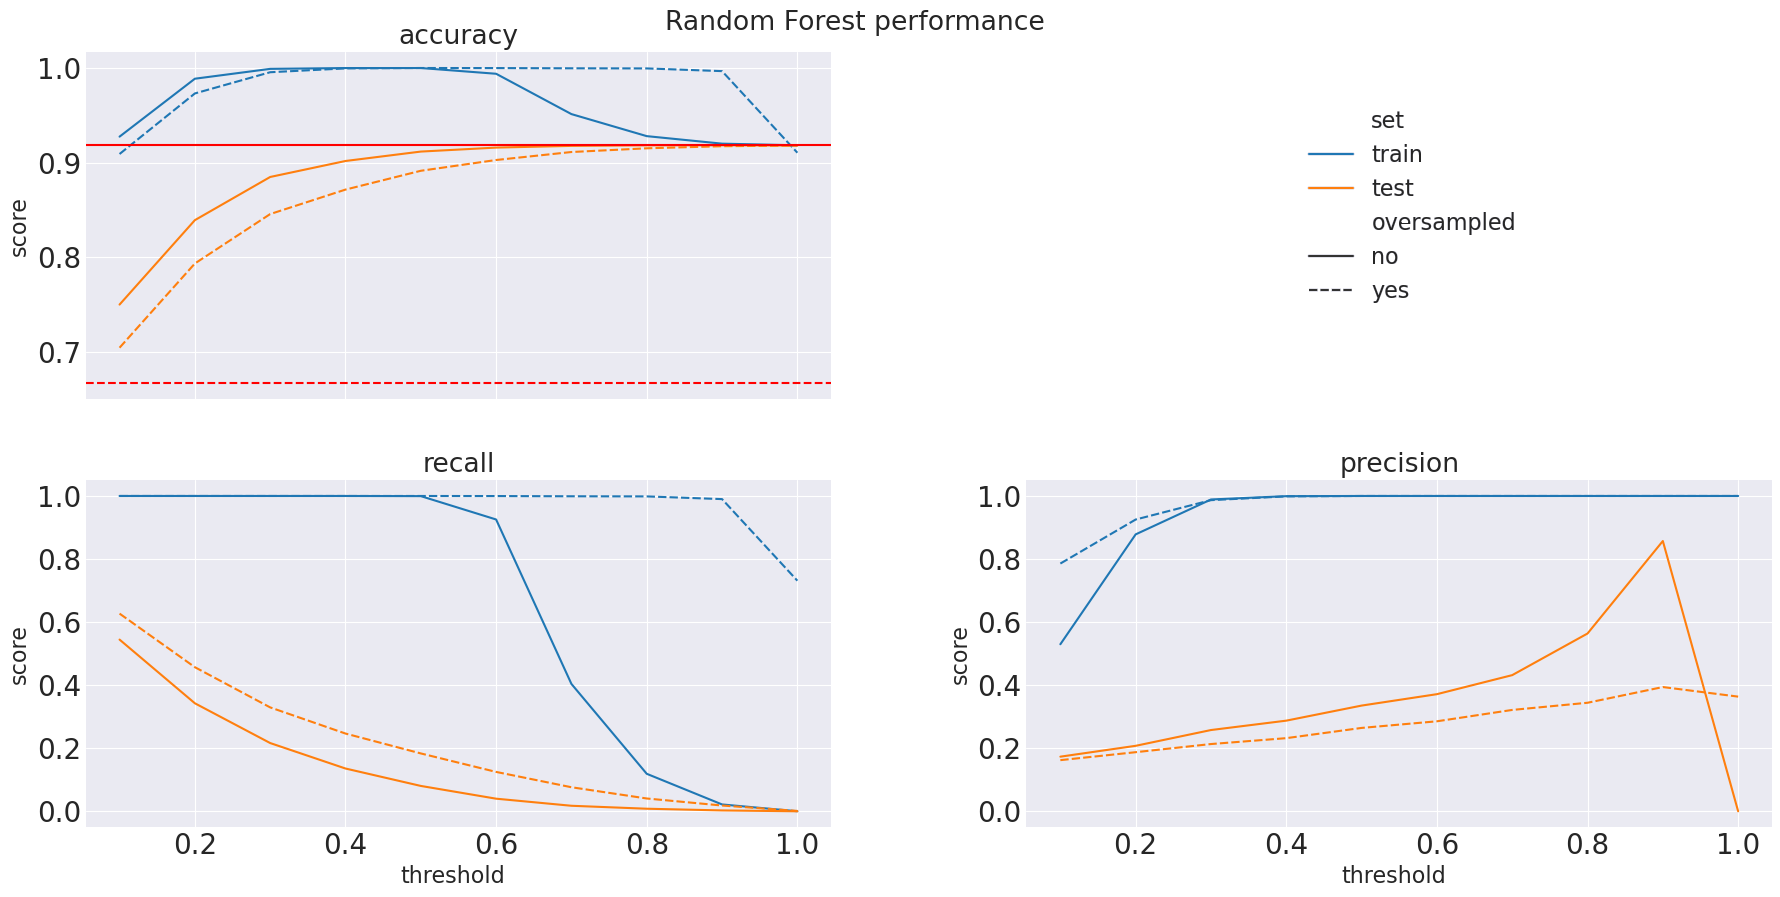 Random Forest performance
accuracy
1.0
0.9
0.8
0.7
score
set
train
test
oversampled
no
yes
recall
1.0
0.8
0.6
0.4
0.2
0.0
score
0.2 0.4 0.6 0.8 1.0
threshold
precision
1.0
0.8
0.6
0.4
0.2
0.0
score
0.2 0.4 0.6 0.8 1.0
threshold